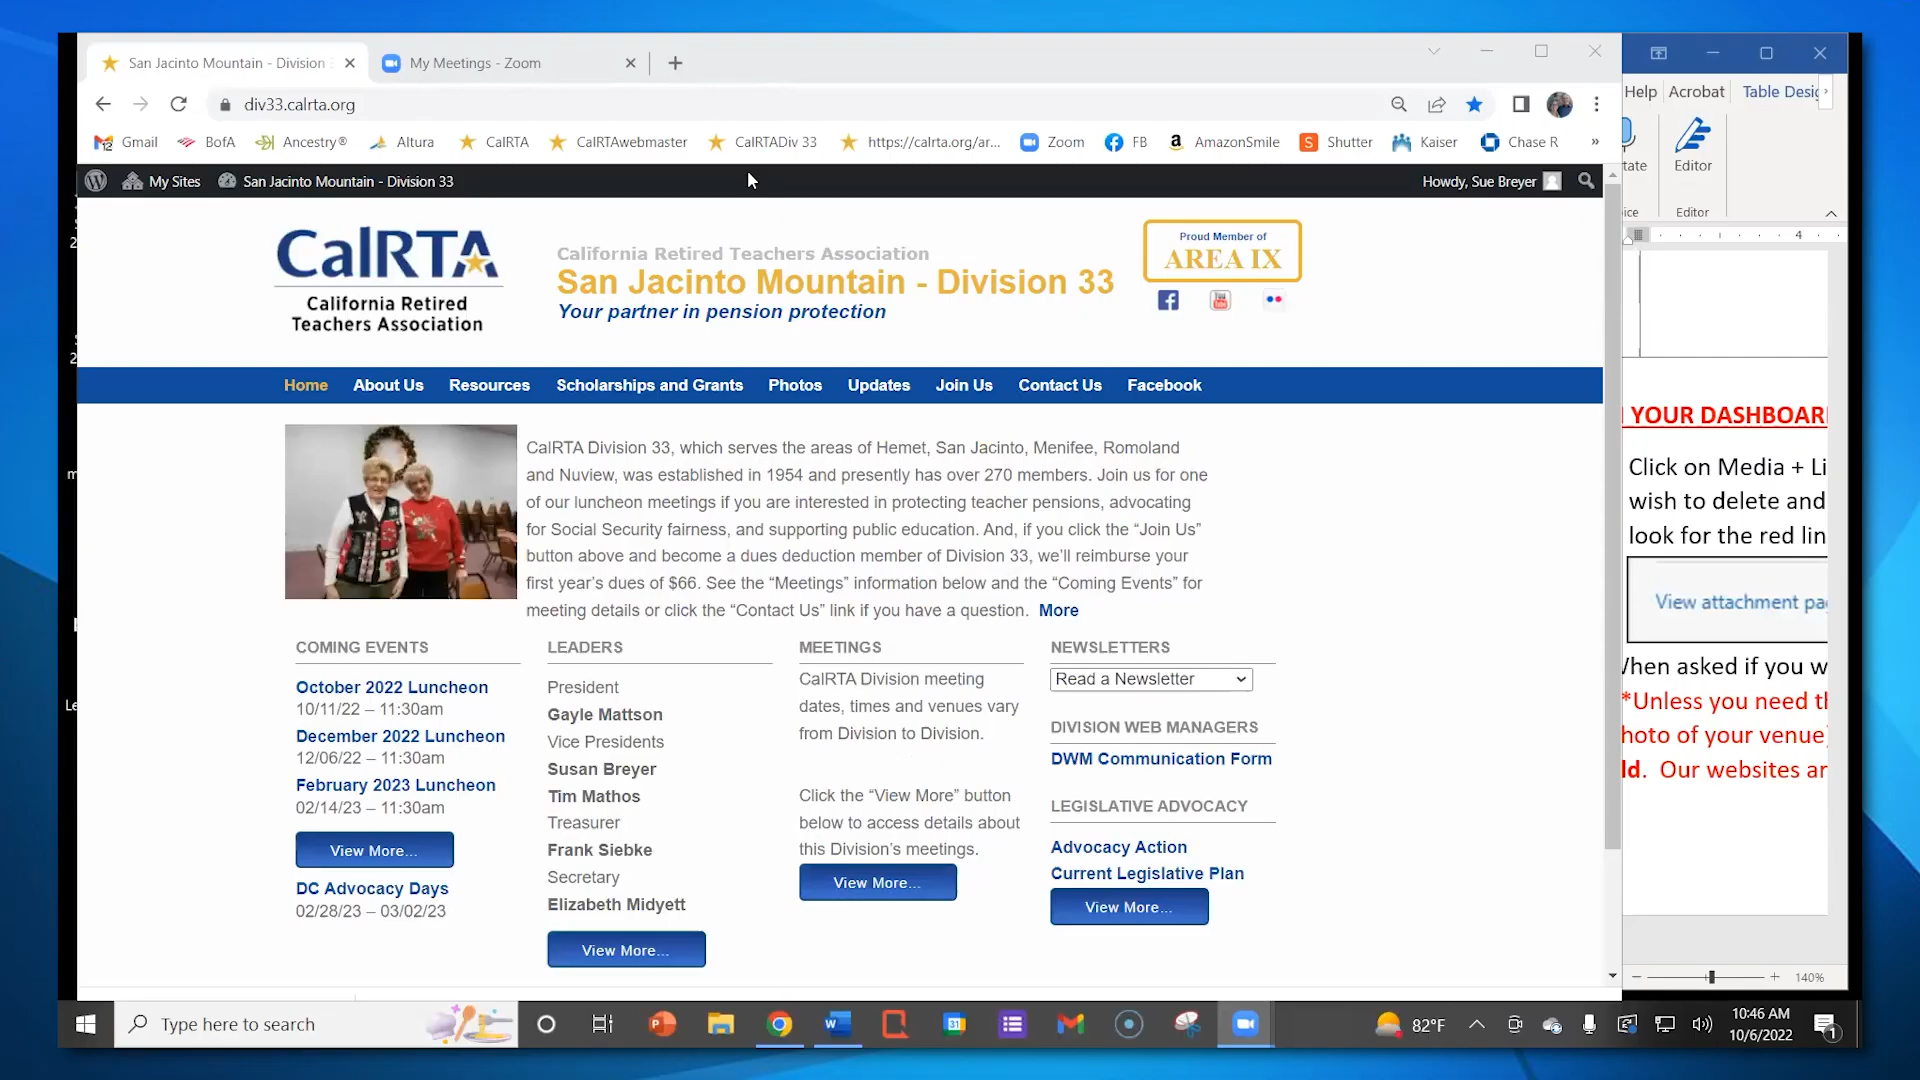 San Jacinto Mountain - Division
My Meetings - Zoom
div33.calrta.org
Gmail
BofA
Ancestry®
Altura
CalRTA
CalRTAwebmaster
CalRTADiv 33
https://calrta.org/ar...
Zoom
FB
AmazonSmile
Shutter
Kaiser
Chase R
»
My Sites
San Jacinto Mountain - Division 33
Howdy, Sue Breyer
CalRTA
California Retired
Teachers Association
California Retired Teachers Association
San Jacinto Mountain - Division 33
Your partner in pension protection
Proud Member of
AREA IX
Home
About Us
Resources
Scholarships and Grants
Photos
Updates
Join Us
Contact Us
Facebook
CalRTA Division 33, which serves the areas of Hemet, San Jacinto, Menifee, Romoland
and Nuview, was established in 1954 and presently has over 270 members. Join us for one
of our luncheon meetings if you are interested in protecting teacher pensions, advocating
for Social Security fairness, and supporting public education. And, if you click the “Join Us”
button above and become a dues deduction member of Division 33, we’ll reimburse your
first year’s dues of $66. See the “Meetings” information below and the “Coming Events” for
meeting details or click the “Contact Us” link if you have a question. More
COMING EVENTS
October 2022 Luncheon
10/11/22 – 11:30am
December 2022 Luncheon
12/06/22 – 11:30am
February 2023 Luncheon
02/14/23 – 11:30am
View More...
DC Advocacy Days
02/28/23 – 03/02/23
LEADERS
President
Gayle Mattson
Vice Presidents
Susan Breyer
Tim Mathos
Treasurer
Frank Siebke
Secretary
Elizabeth Midyett
View More...
MEETINGS
CalRTA Division meeting
dates, times and venues vary
from Division to Division.
Click the “View More” button
below to access details about
this Division’s meetings.
View More...
NEWSLETTERS
Read a Newsletter
DIVISION WEB MANAGERS
DWM Communication Form
LEGISLATIVE ADVOCACY
Advocacy Action
Current Legislative Plan
View More...
Help
Acrobat
Table Desig
tate
Editor
ice
Editor
4
YOUR DASHBOAR
Click on Media + Li
wish to delete and
look for the red lin
View attachment pag
hen asked if you w
*Unless you need th
hoto of your venue)
ld. Our websites ar
140%
Type here to search
82°F
10:46 AM
10/6/2022
1